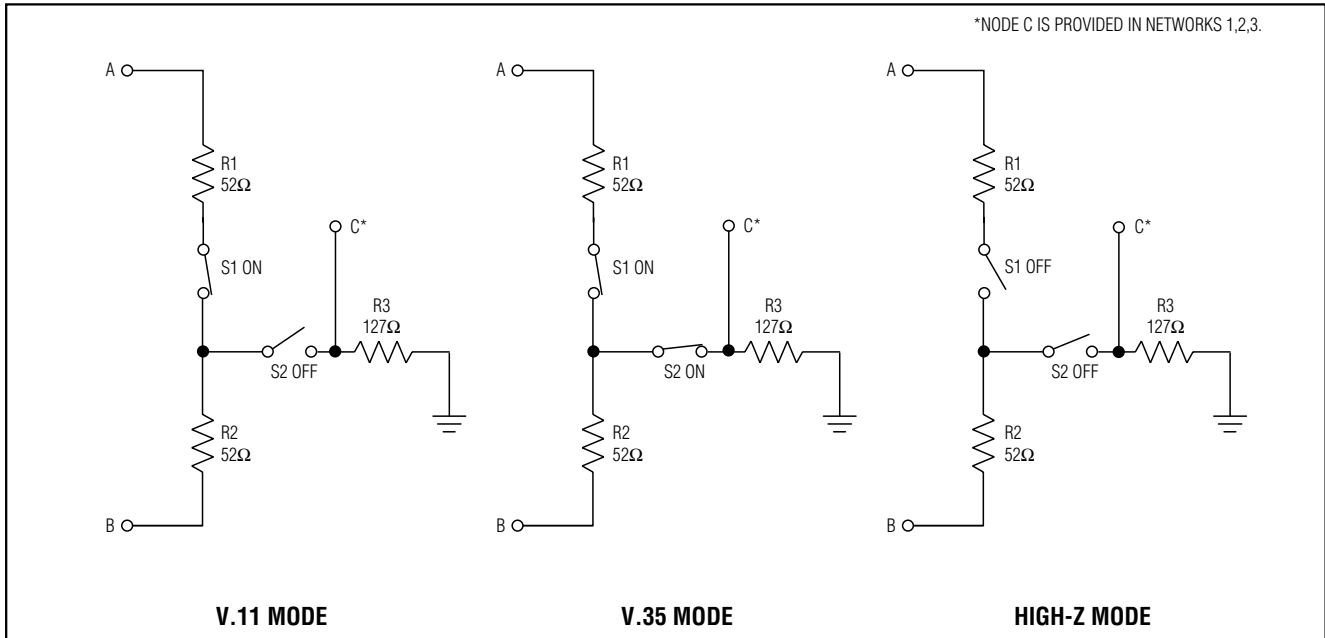 *NODE C IS PROVIDED IN NETWORKS 1,2,3.
A
R1
52Ω
C*
S1 ON
R3
127Ω
S2 OFF
R2
52Ω
B
V.11 MODE
A
R1
52Ω
C*
S1 ON
R3
127Ω
S2 ON
R2
52Ω
B
V.35 MODE
A
R1
52Ω
C*
S1 OFF
R3
127Ω
S2 OFF
R2
52Ω
B
HIGH-Z MODE